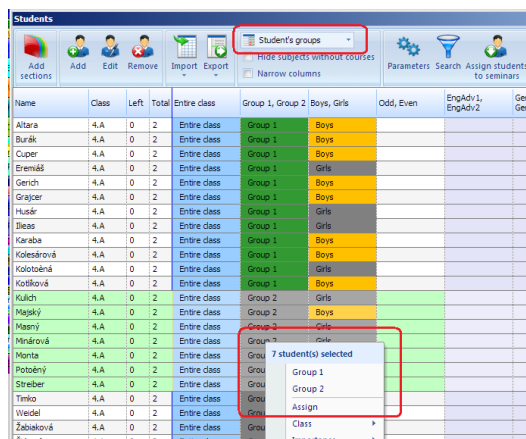 Students
Student's groups
Hide subjects without courses
Narrow columns
Add sections
Add
Edit
Remove
Import
Export
Parameters
Search
Assign students to seminars
Name Class Left Total Entire class Group 1, Group 2 Boys, Girls Odd, Even EngAdv1, EngAdv2
Altara 4.A 0 2 Entire class Group 1 Boys
Burák 4.A 0 2 Entire class Group 1 Boys
Cuper 4.A 0 2 Entire class Group 1 Boys
Eremiáš 4.A 0 2 Entire class Group 1 Girls
Gerich 4.A 0 2 Entire class Group 1 Boys
Grajcer 4.A 0 2 Entire class Group 1 Boys
Husár 4.A 0 2 Entire class Group 1 Girls
Ilieas 4.A 0 2 Entire class Group 1 Girls
Karaba 4.A 0 2 Entire class Group 1 Boys
Kolesárová 4.A 0 2 Entire class Group 1 Boys
Kolotoèná 4.A 0 2 Entire class Group 1 Girls
Kotlíková 4.A 0 2 Entire class Group 1 Boys
Kulich 4.A 0 2 Entire class Group 2 Girls
Majský 4.A 0 2 Entire class Group 2 Boys
Masný 4.A 0 2 Entire class Group 2 Girls
Minárová 4.A 0 2 Entire class
Monta 4.A 0 2 Entire class
Potoèný 4.A 0 2 Entire class
Streiber 4.A 0 2 Entire class
Timko 4.A 0 2 Entire class
Weidel 4.A 0 2 Entire class
Žabiaková 4.A 0 2 Entire class
7 student(s) selected
Group 1
Group 2
Assign
Class